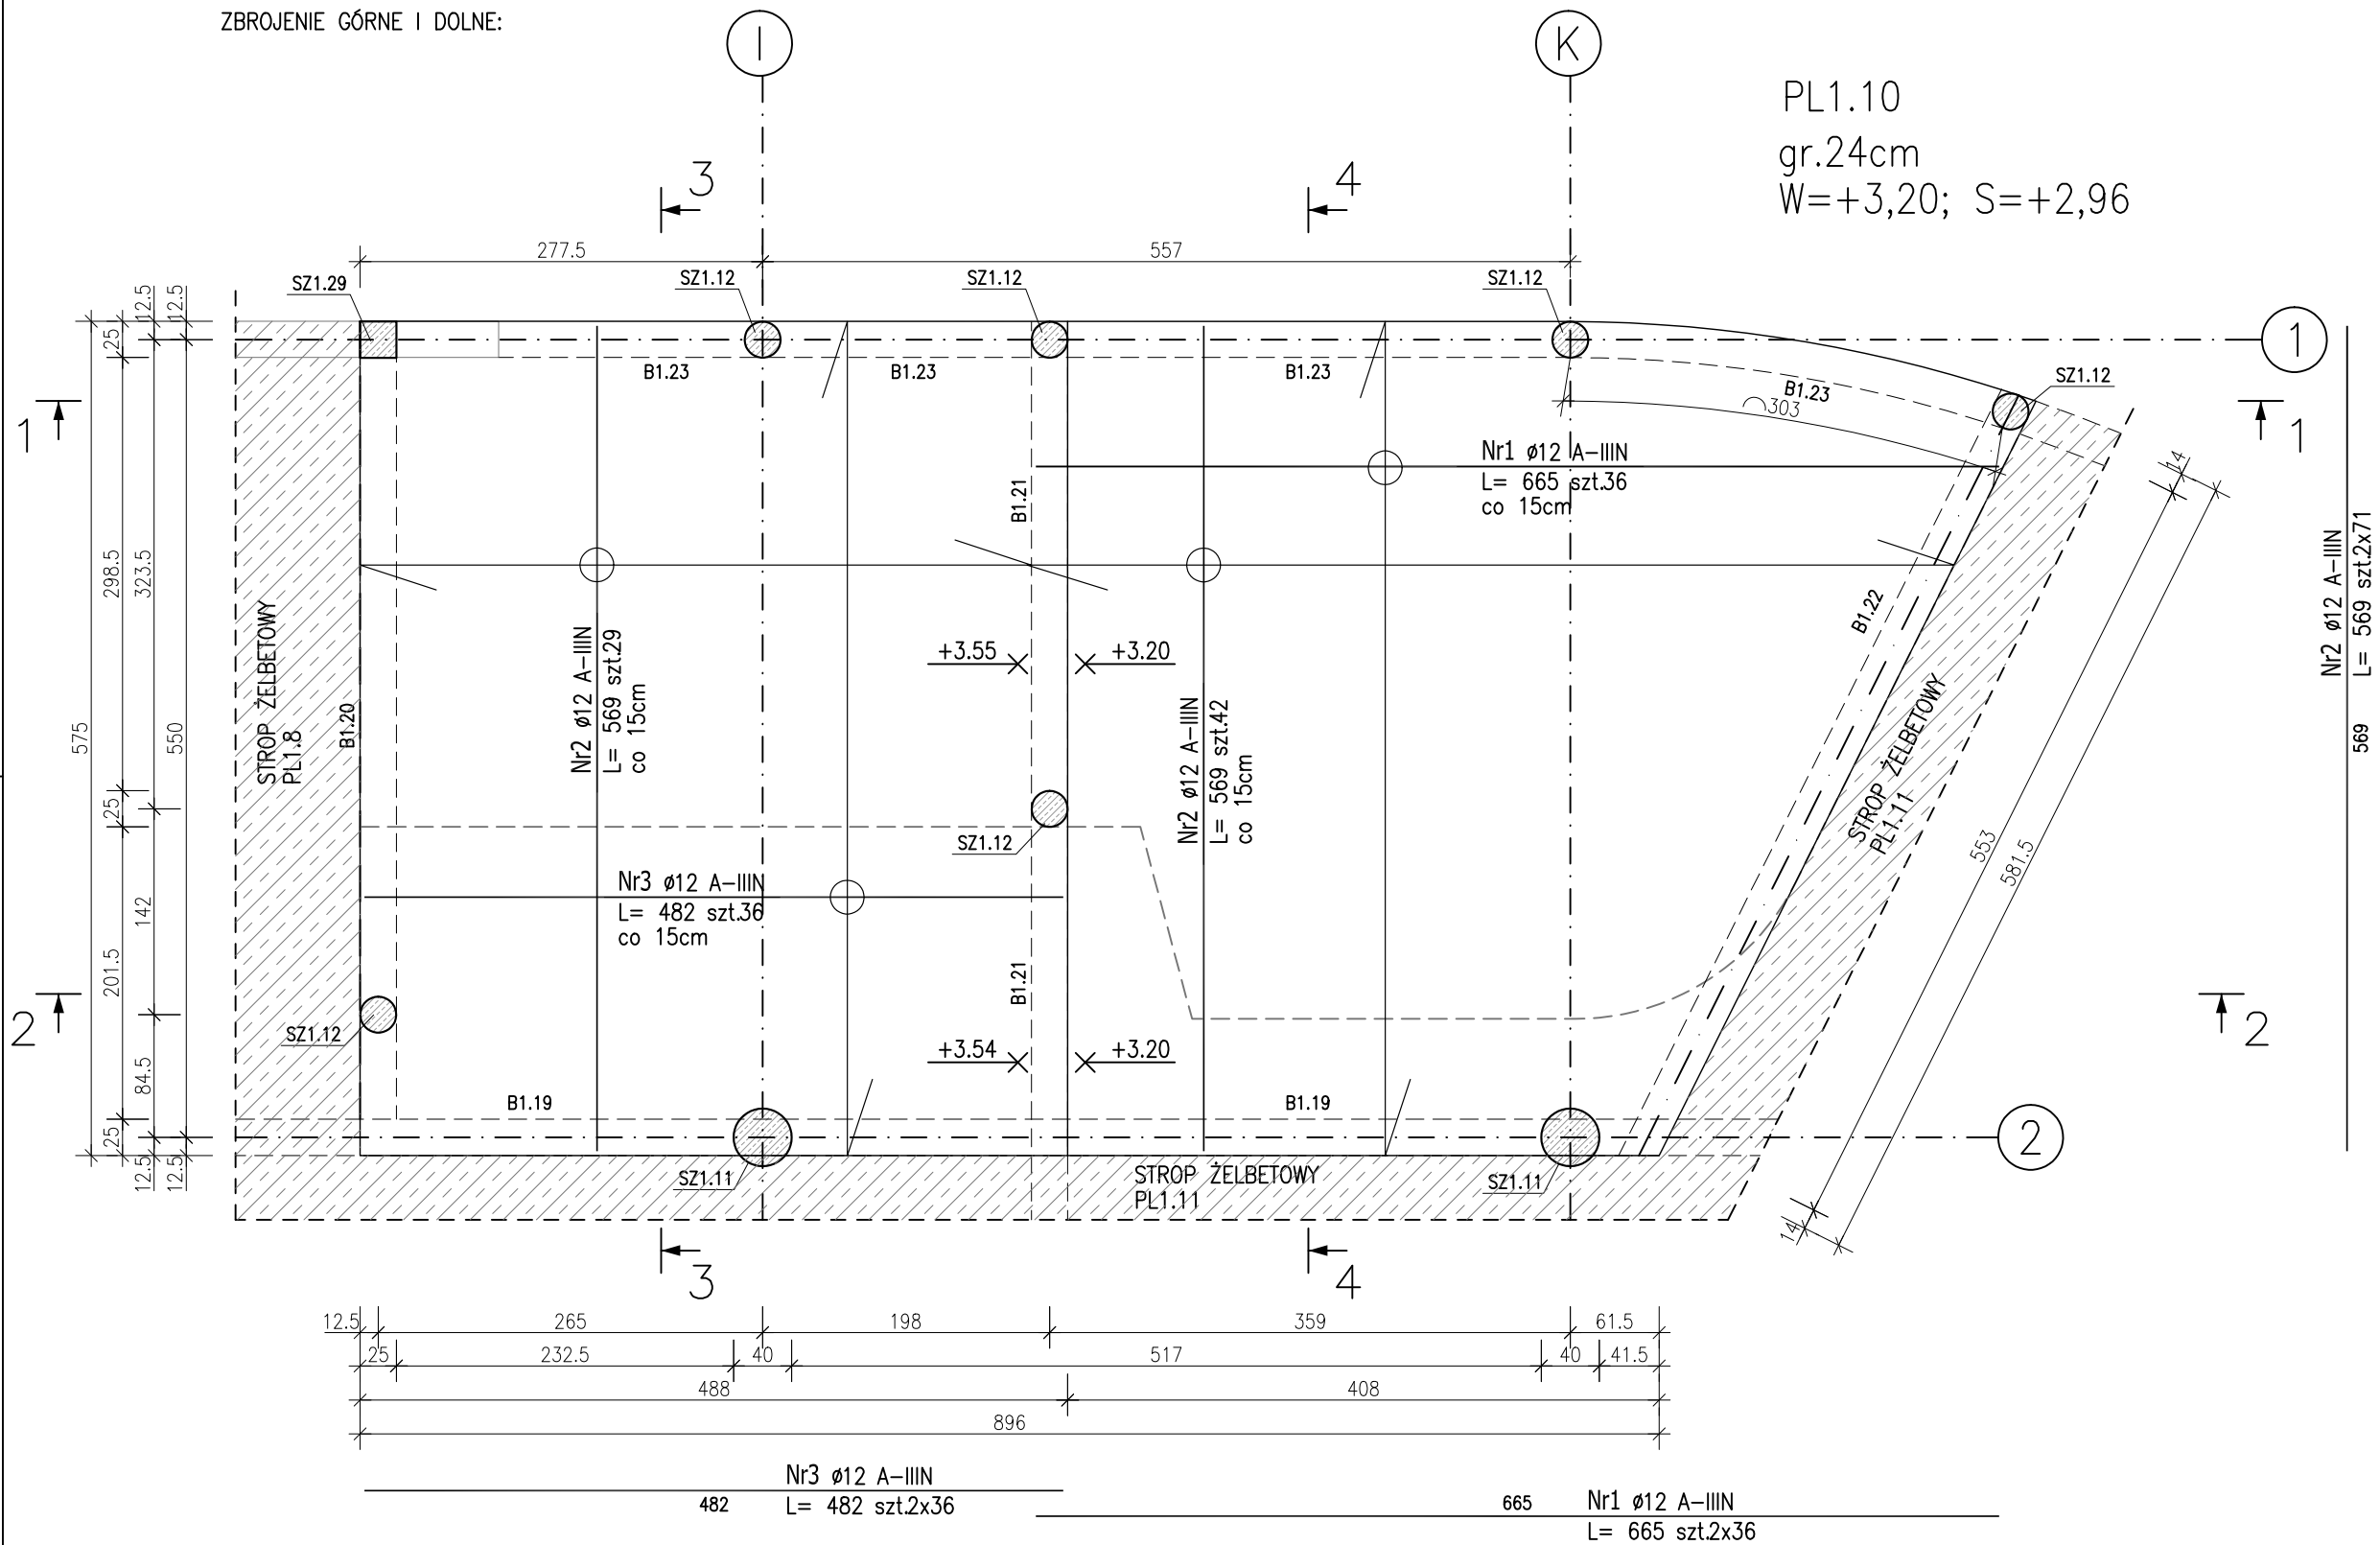 ZBROJENIE GÓRNE I DOLNE:
I
K
PL1.10
gr.24cm
W=+3,20; S=+2,96
3
4
277.5
557
SZ1.29
SZ1.12
SZ1.12
SZ1.12
1
12.5
12.5
25
B1.23
B1.23
B1.23
B1.23
SZ1.12
303
1
1
14
Nr1 ø12 A-IIIN
L= 665 szt.36
co 15cm
B1.21
298.5
323.5
STROP ŻELBETOWY
PL1.8
B1.20
575
550
Nr2 ø12 A-IIIN
L= 569 szt.29
co 15cm
+3.55
+3.20
Nr2 ø12 A-IIIN
L= 569 szt.42
co 15cm
B1.22
STROP ŻELBETOWY
PL1.11
Nr2 ø12 A-IIIN
L= 569 szt.2x71
569
553
581.5
25
SZ1.12
142
Nr3 ø12 A-IIIN
L= 482 szt.36
co 15cm
201.5
B1.21
2
SZ1.12
2
84.5
+3.54
+3.20
B1.19
B1.19
25
2
12.5
12.5
SZ1.11
STROP ŻELBETOWY
PL1.11
SZ1.11
14
3
4
12.5
265
198
359
61.5
25
232.5
40
517
40
41.5
488
408
896
Nr3 ø12 A-IIIN
482
L= 482 szt.2x36
665
Nr1 ø12 A-IIIN
L= 665 szt.2x36